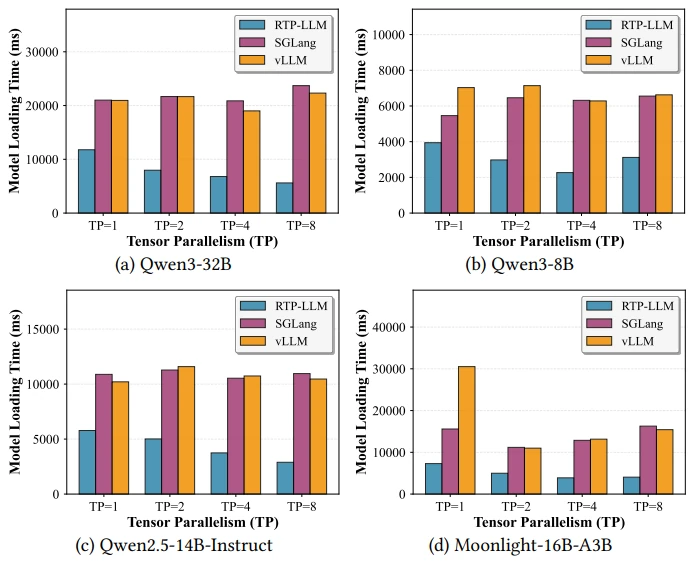 Model Loading Time (ms)
30000
20000
10000
0
RTP-LLM
SGLang
vLLM
TP=1 TP=2 TP=4 TP=8
Tensor Parallelism (TP)
(a) Qwen3-32B
Model Loading Time (ms)
10000
8000
6000
4000
2000
0
RTP-LLM
SGLang
vLLM
TP=1 TP=2 TP=4 TP=8
Tensor Parallelism (TP)
(b) Qwen3-8B
Model Loading Time (ms)
15000
10000
5000
0
RTP-LLM
SGLang
vLLM
TP=1 TP=2 TP=4 TP=8
Tensor Parallelism (TP)
(c) Qwen2.5-14B-Instruct
Model Loading Time (ms)
40000
30000
20000
10000
0
RTP-LLM
SGLang
vLLM
TP=1 TP=2 TP=4 TP=8
Tensor Parallelism (TP)
(d) Moonlight-16B-A3B